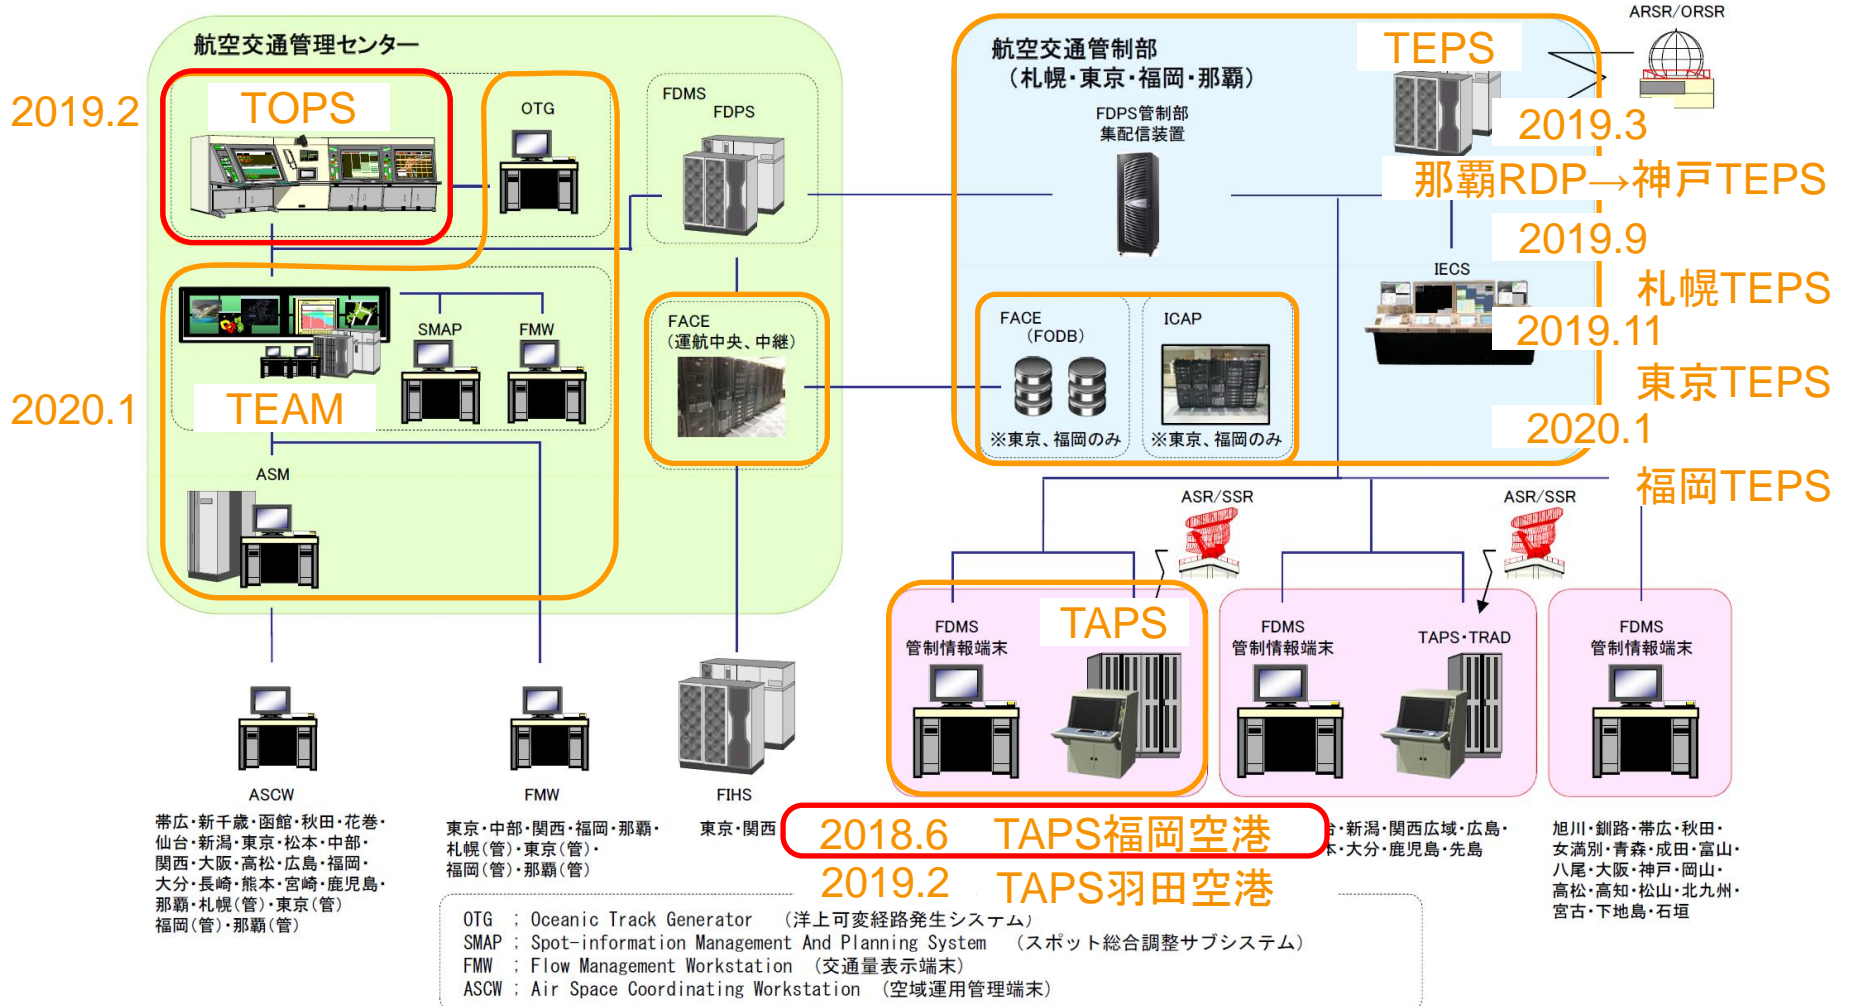 航空交通管理センター
2019.2
TOPS
OTG
FDMS
FDPS
SMAP
FMW
FACE
(運航中央、中継)
2020.1
TEAM
ASM
航空交通管制部
(札幌・東京・福岡・那覇)
TEPS
ARSR/ORSR
FDPS管制部
集配信装置
2019.3
那覇RDP→神戸TEPS
2019.9
IECS
札幌TEPS
2019.11
東京TEPS
2020.1
福岡TEPS
FACE
(FODB)
ICAP
※東京、福岡のみ
※東京、福岡のみ
ASR/SSR
ASR/SSR
FDMS
管制情報端末
TAPS
FDMS
管制情報端末
TAPS・TRAD
FDMS
管制情報端末
ASCW
帯広・新千歳・函館・秋田・花巻・
仙台・新潟・東京・松本・中部・
関西・大阪・高松・広島・福岡・
大分・長崎・熊本・宮崎・鹿児島・
那覇・札幌(管)・東京(管)
福岡(管)・那覇(管)
FMW
東京・中部・関西・福岡・那覇・
札幌(管)・東京(管)・
福岡(管)・那覇(管)
FIHS
東京・関西
2018.6 TAPS福岡空港
2019.2 TAPS羽田空港
・新潟・関西広域・広島・
・大分・鹿児島・先島
旭川・釧路・帯広・秋田・
女満別・青森・成田・富山・
八尾・大阪・神戸・岡山・
高松・高知・松山・北九州・
宮古・下地島・石垣
OTG ; Oceanic Track Generator (洋上可変経路発生システム)
SMAP ; Spot-information Management And Planning System (スポット総合調整サブシステム)
FMW ; Flow Management Workstation (交通量表示端末)
ASCW ; Air Space Coordinating Workstation (空域運用管理端末)